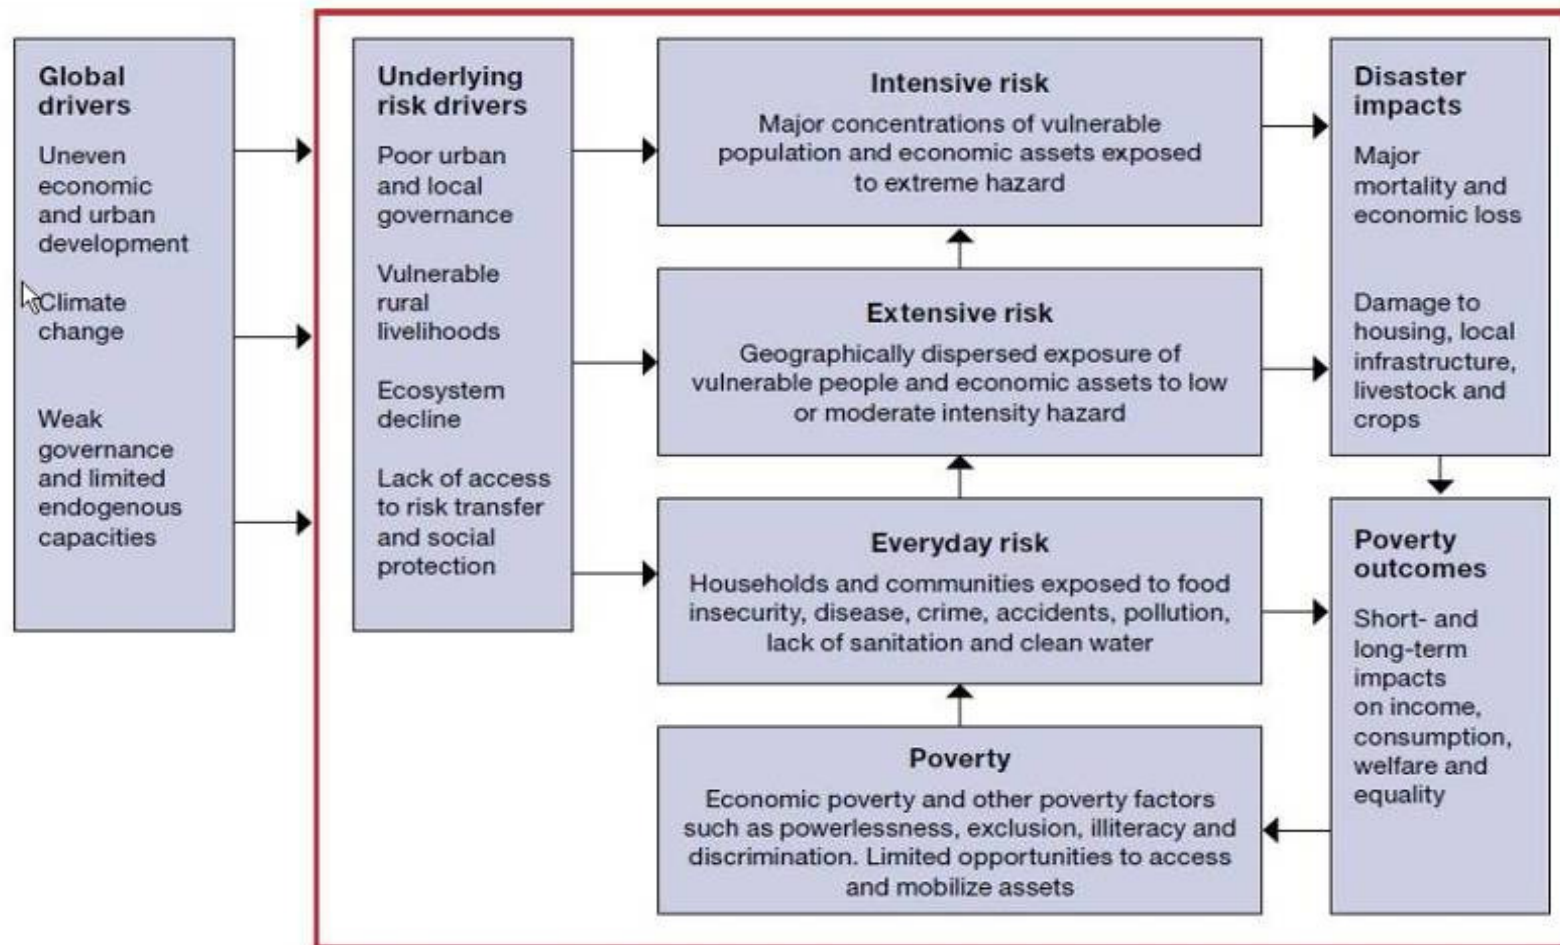 Global
drivers
Uneven
economic
and urban
development
Climate
change
Weak
governance
and limited
endogenous
capacities
Underlying
risk drivers
Poor urban
and local
governance
Vulnerable
rural
livelihoods
Ecosystem
decline
Lack of access
to risk transfer
and social
protection
Intensive risk
Major concentrations of vulnerable
population and economic assets exposed
to extreme hazard
Extensive risk
Geographically dispersed exposure of
vulnerable people and economic assets to low
or moderate intensity hazard
Everyday risk
Households and communities exposed to food
insecurity, disease, crime, accidents, pollution,
lack of sanitation and clean water
Poverty
Economic poverty and other poverty factors
such as powerlessness, exclusion, illiteracy and
discrimination. Limited opportunities to access
and mobilize assets
Disaster
impacts
Major
mortality and
economic loss
Damage to
housing, local
infrastructure,
livestock and
crops
Poverty
outcomes
Short- and
long-term
impacts
on income,
consumption,
welfare and
equality